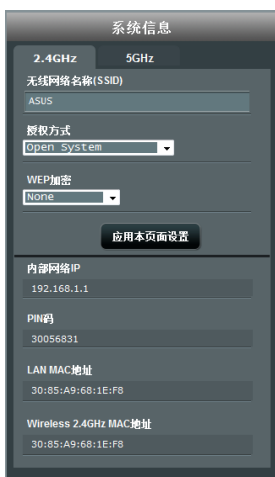 系统信息
2.4GHz 5GHz
无线网络名称(SSID)
ASUS
授权方式
Open System
WEP加密
None
应用本页面设置
内部网络IP
192.168.1.1
PIN码
30056831
LAN MAC地址
30:85:A9:68:1E:F8
Wireless 2.4GHz MAC地址
30:85:A9:68:1E:F8